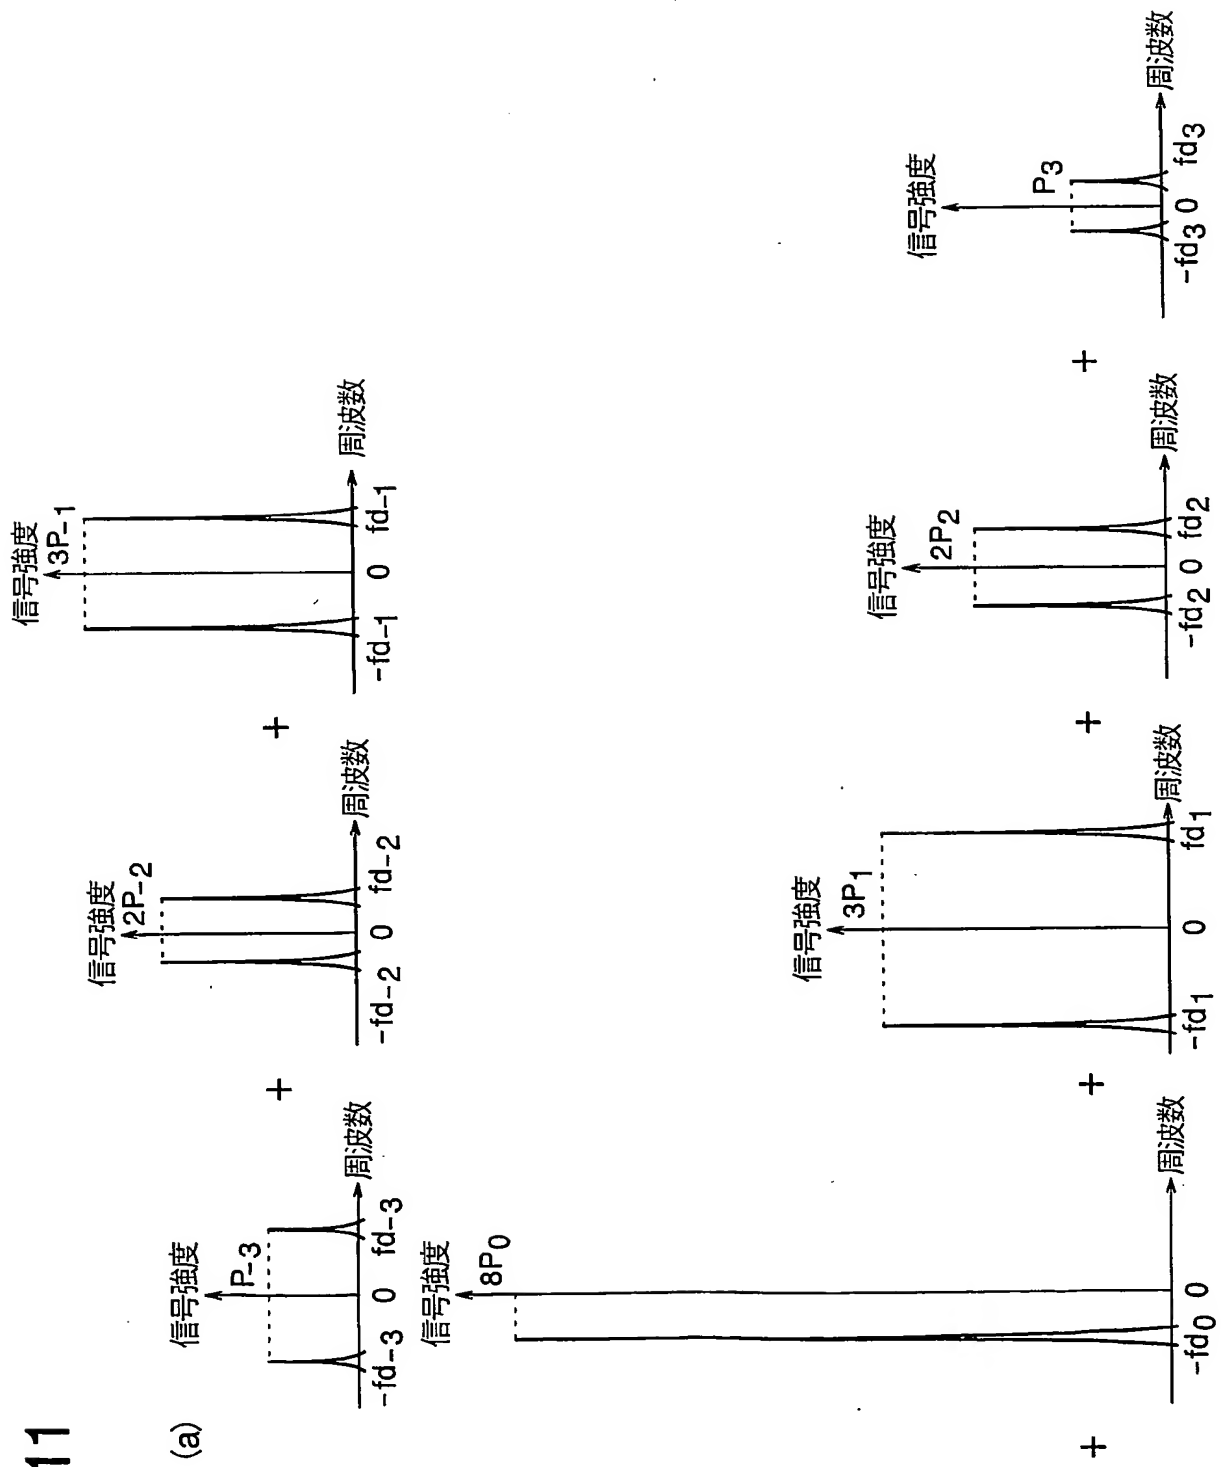 11
(a)
信号強度
P-3
-fd-3 0 fd-3
周波数
+
信号強度
2P-2
-fd-2 0 fd-2
周波数
+
信号強度
3P-1
-fd-1 0 fd-1
周波数
+
信号強度
8P0
-fd0 0
周波数
+
信号強度
3P1
-fd1 0 fd1
周波数
+
信号強度
2P2
-fd2 0 fd2
周波数
+
信号強度
P3
-fd3 0 fd3
周波数